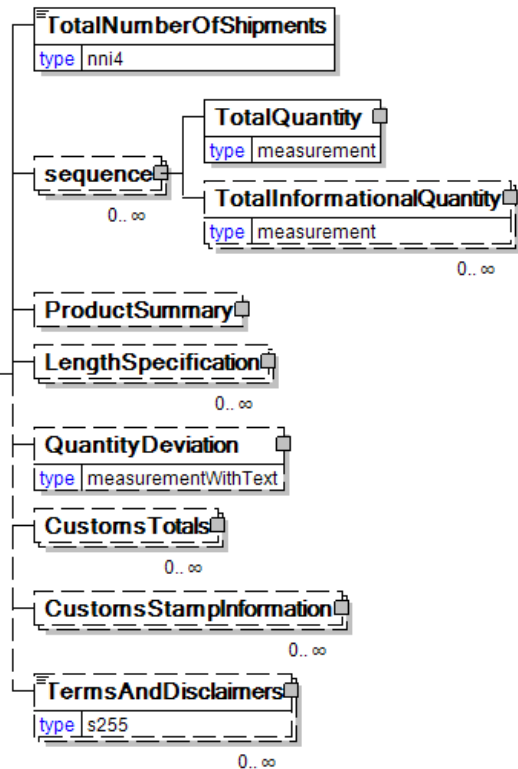 TotalNumberOfShipments
type nni4
TotalQuantity
type measurement
sequence
0.. ∞
TotalInformationalQuantity
type measurement
0.. ∞
ProductSummary
LengthSpecification
0.. ∞
QuantityDeviation
type measurementWithText
CustomsTotals
0.. ∞
CustomsStampInformation
0.. ∞
TermsAndDisclaimers
type s255
0.. ∞